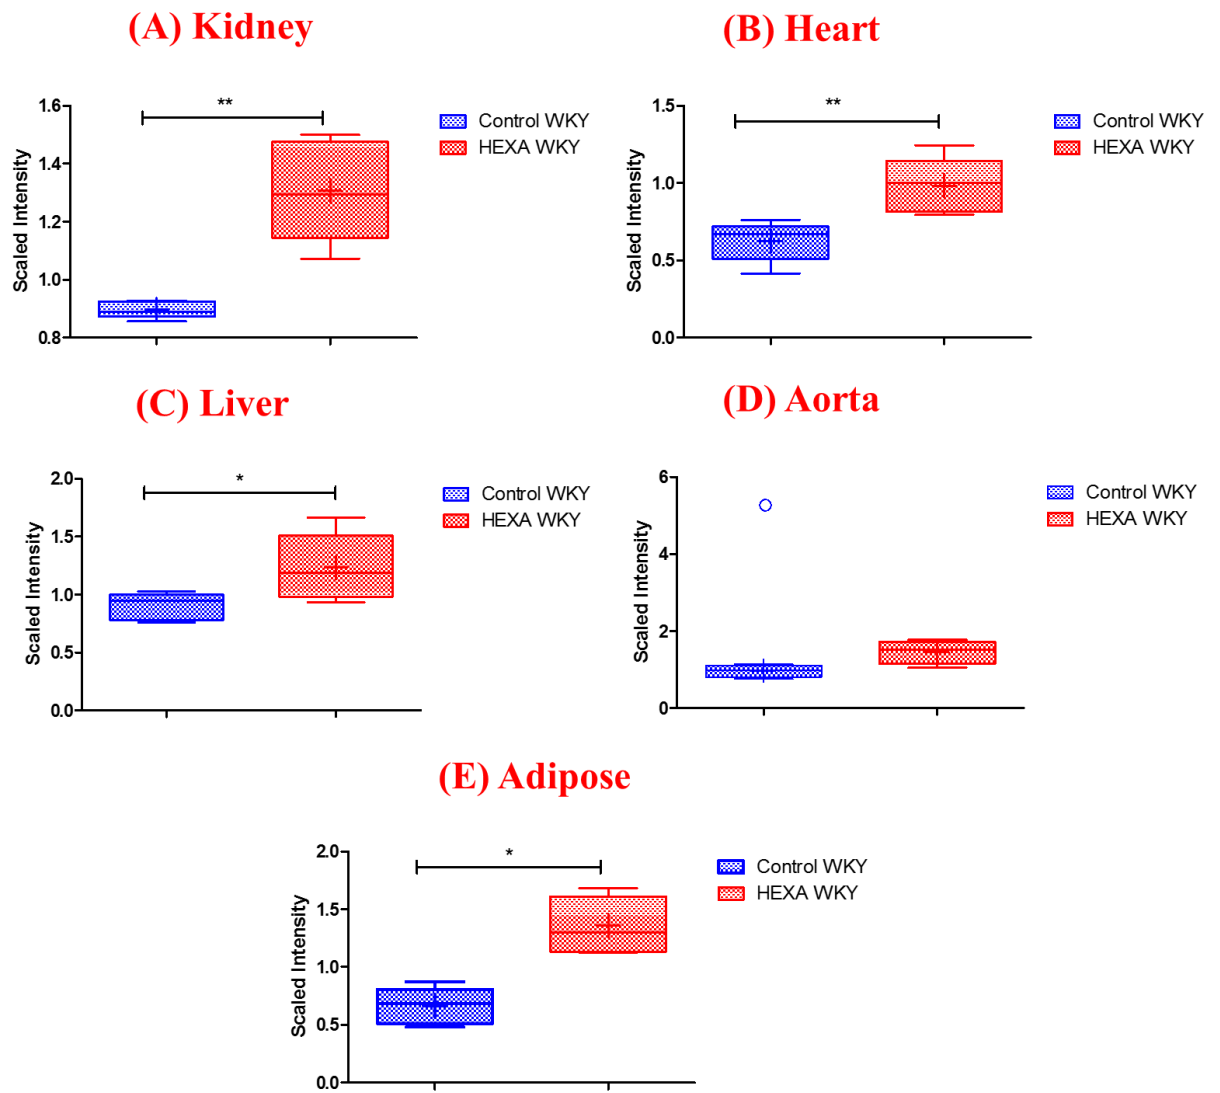 (A) Kidney
(B) Heart
1.6
1.4
1.2
1.0
0.8
Scaled Intensity
**
Control WKY
HEXA WKY
1.5
1.0
0.5
0.0
Scaled Intensity
**
Control WKY
HEXA WKY
(C) Liver
(D) Aorta
2.0
1.5
1.0
0.5
0.0
Scaled Intensity
*
Control WKY
HEXA WKY
6
4
2
0
Scaled Intensity
Control WKY
HEXA WKY
(E) Adipose
2.0
1.5
1.0
0.5
0.0
Scaled Intensity
*
Control WKY
HEXA WKY